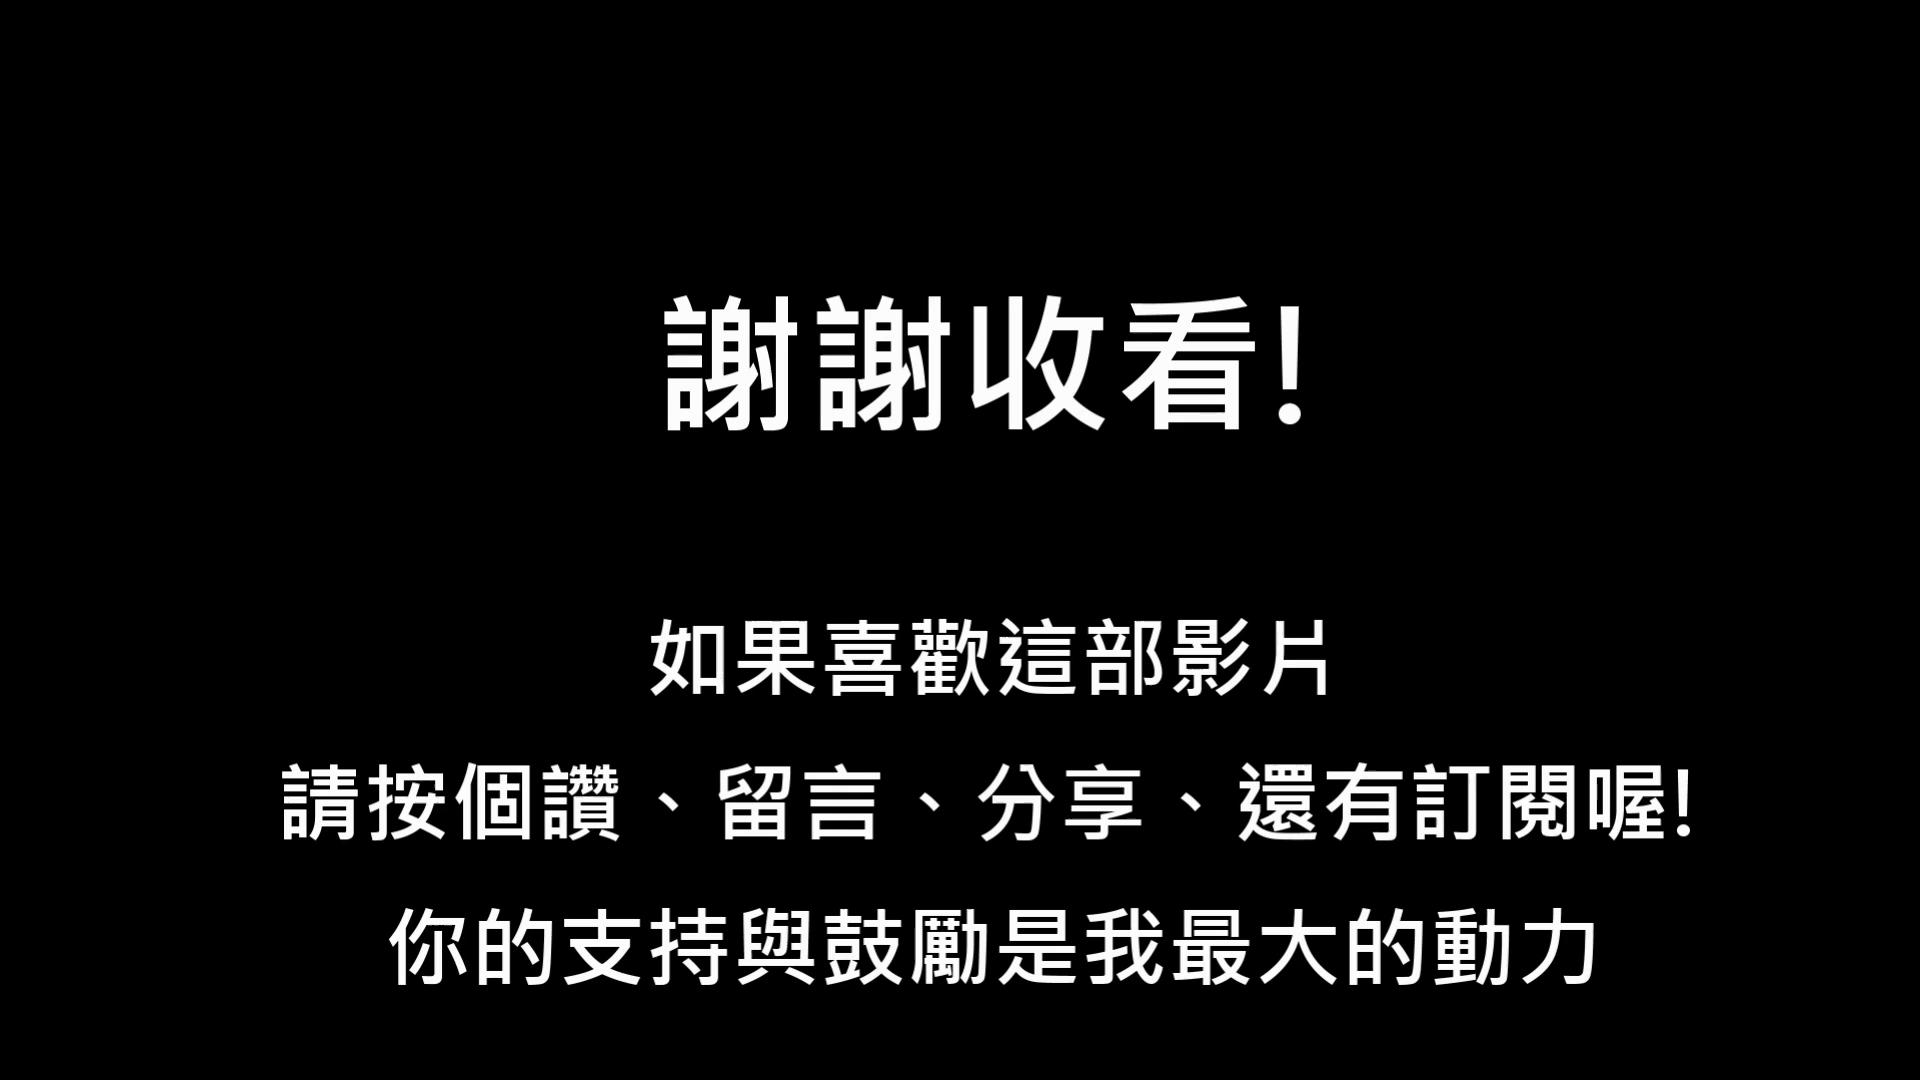 謝謝收看!
如果喜歡這部影片
請按個讚、留言、分享、還有訂閱喔!
你的支持與鼓勵是我最大的動力